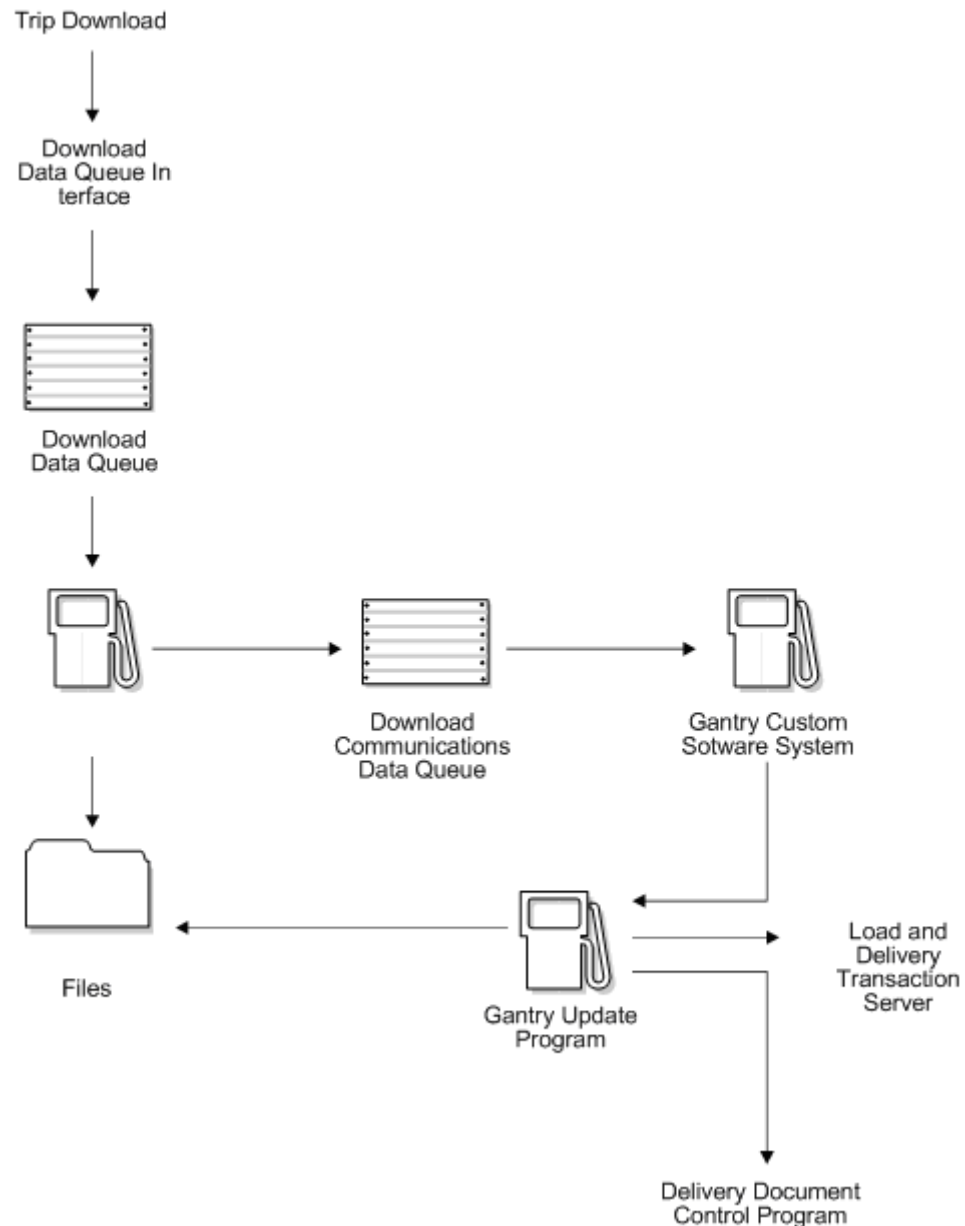 Trip Download
Download
Data Queue In
terface
Download
Data Queue
Download
Communications
Data Queue
Gantry Custom
Sotware System
Files
Gantry Update
Program
Load and
Delivery
Transaction
Server
Delivery Document
Control Program